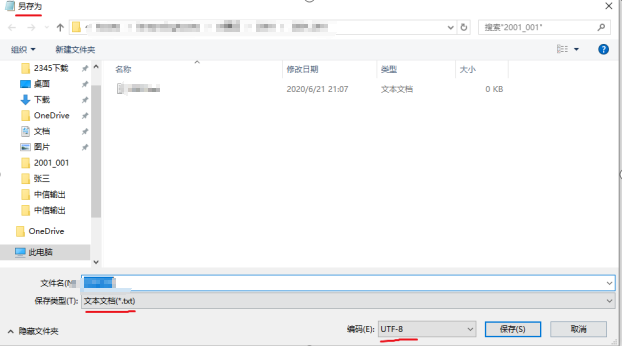 另存为
搜索"2001_001"
组织
新建文件夹
名称 修改日期 类型 大小
2020/6/21 21:07 文本文档 0 KB
2345下载
桌面
下载
OneDrive
文档
图片
2001_001
张三
中信输出
中信输出
OneDrive
此电脑
文件名(N
保存类型(T): 文本文档(*.txt)
隐藏文件夹 编码(E): UTF-8 保存(S) 取消